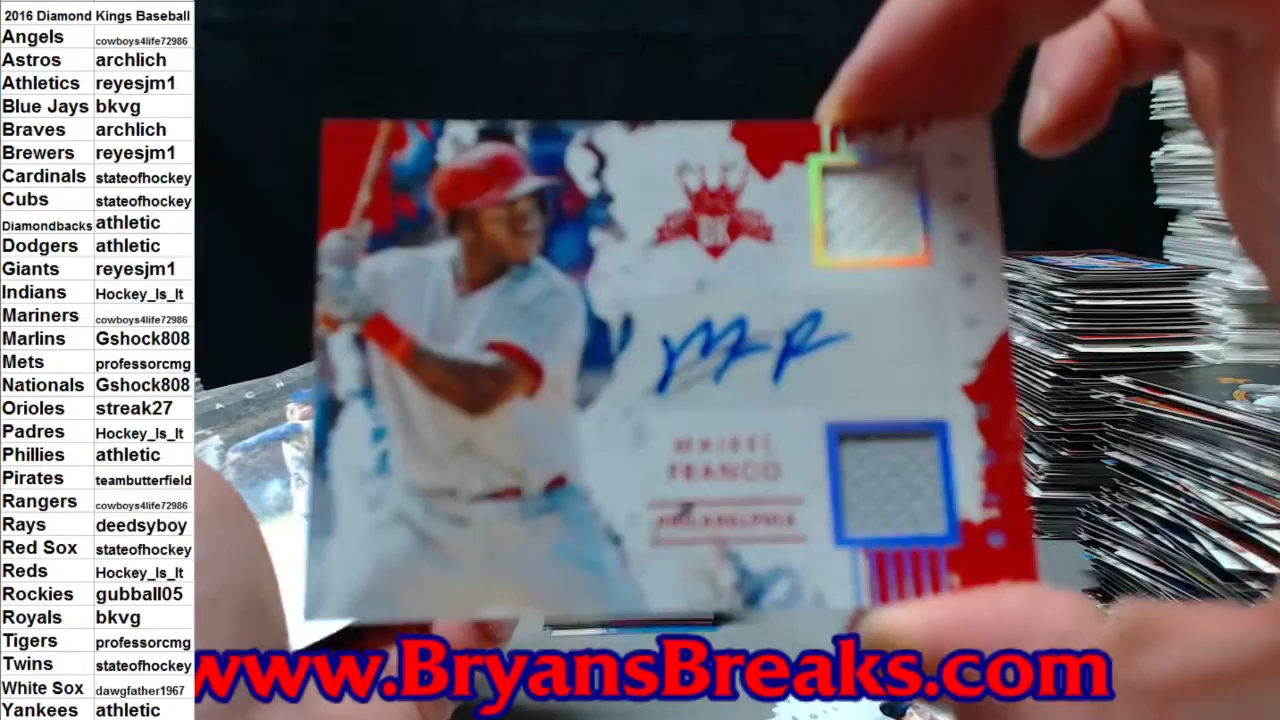 2016 Diamond Kings Baseball
Angels cowboys4life72986
Astros archlich
Athletics reyesjm1
Blue Jays bkvg
Braves archlich
Brewers reyesjm1
Cardinals stateofhockey
Cubs stateofhockey
Diamondbacks athletic
Dodgers athletic
Giants reyesjm1
Indians Hockey_Is_It
Mariners cowboys4life72986
Marlins Gshock808
Mets professorcmg
Nationals Gshock808
Orioles streak27
Padres Hockey_Is_It
Phillies athletic
Pirates teambutterfield
Rangers cowboys4life72986
Rays deedsyboy
Red Sox stateofhockey
Reds Hockey_Is_It
Rockies gubball05
Royals bkvg
Tigers professorcmg
Twins stateofhockey
White Sox dawgfather1967
Yankees athletic
DK
MAIKEL
FRANCO
PHILADELPHIA
www.BryansBreaks.com